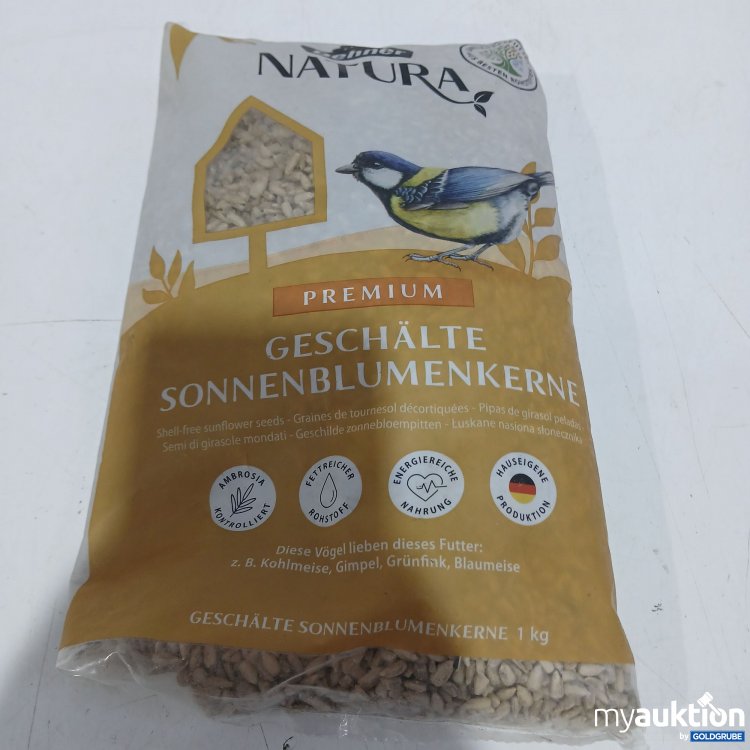 Dehner
NATURA
GESCHÄLTE
PREMIUM
SONNENBLUMENKERNE
Shell-free sunflower seeds - Graines de tournesol décortiquées - Pipas de girasol peladas
Semi di girasole mondati - Geschilde zonnebloempitten - Luskane nasiona słonecznika
AMBROSIA
KONTROLLIERT
FETTREICHER
ROHSTOFF
ENERGIEREICHE
NAHRUNG
HAUSEIGENE
PRODUKTION
Diese Vögel lieben dieses Futter:
z. B. Kohlmeise, Gimpel, Grünfink, Blaumeise
GESCHÄLTE SONNENBLUMENKERNE 1 kg
myauktion
by GOLDGRUBE